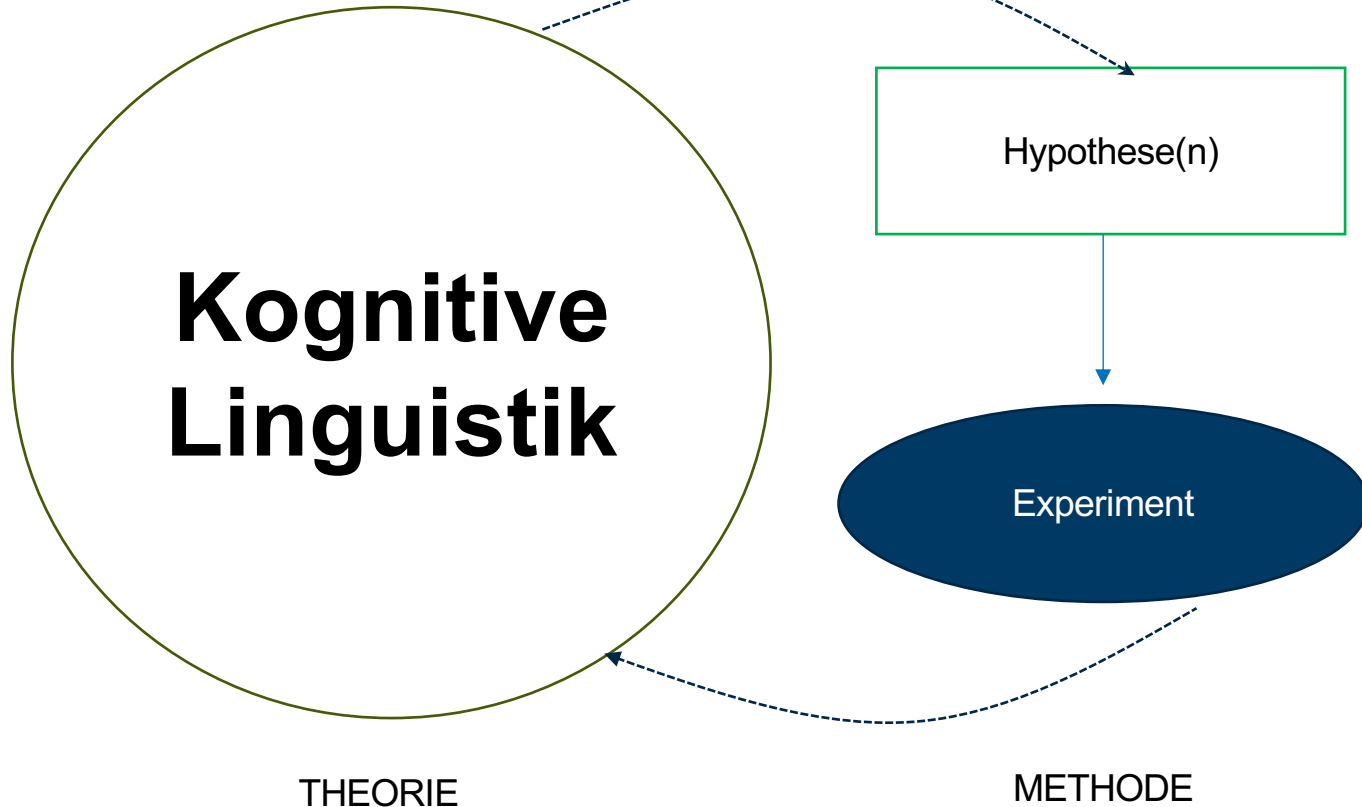 Kognitive
Linguistik
Hypothese(n)
Experiment
THEORIE
METHODE